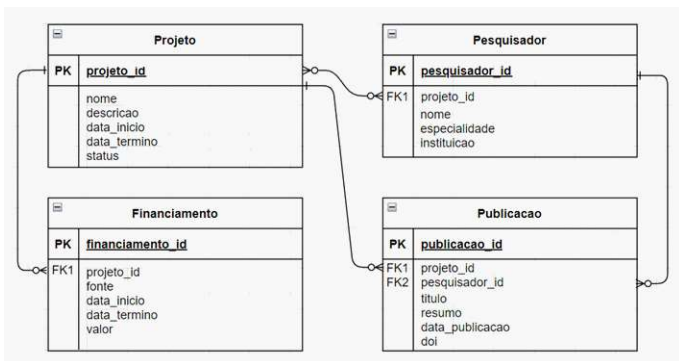 Projeto
PK projeto_id
nome
descricao
data_inicio
data_termino
status
Pesquisador
PK pesquisador_id
FK1 projeto_id
nome
especialidade
instituicao
Financiamento
PK financiamento_id
FK1 projeto_id
fonte
data_inicio
data_termino
valor
Publicacao
PK publicacao_id
FK1 projeto_id
FK2 pesquisador_id
titulo
resumo
data_publicacao
doi